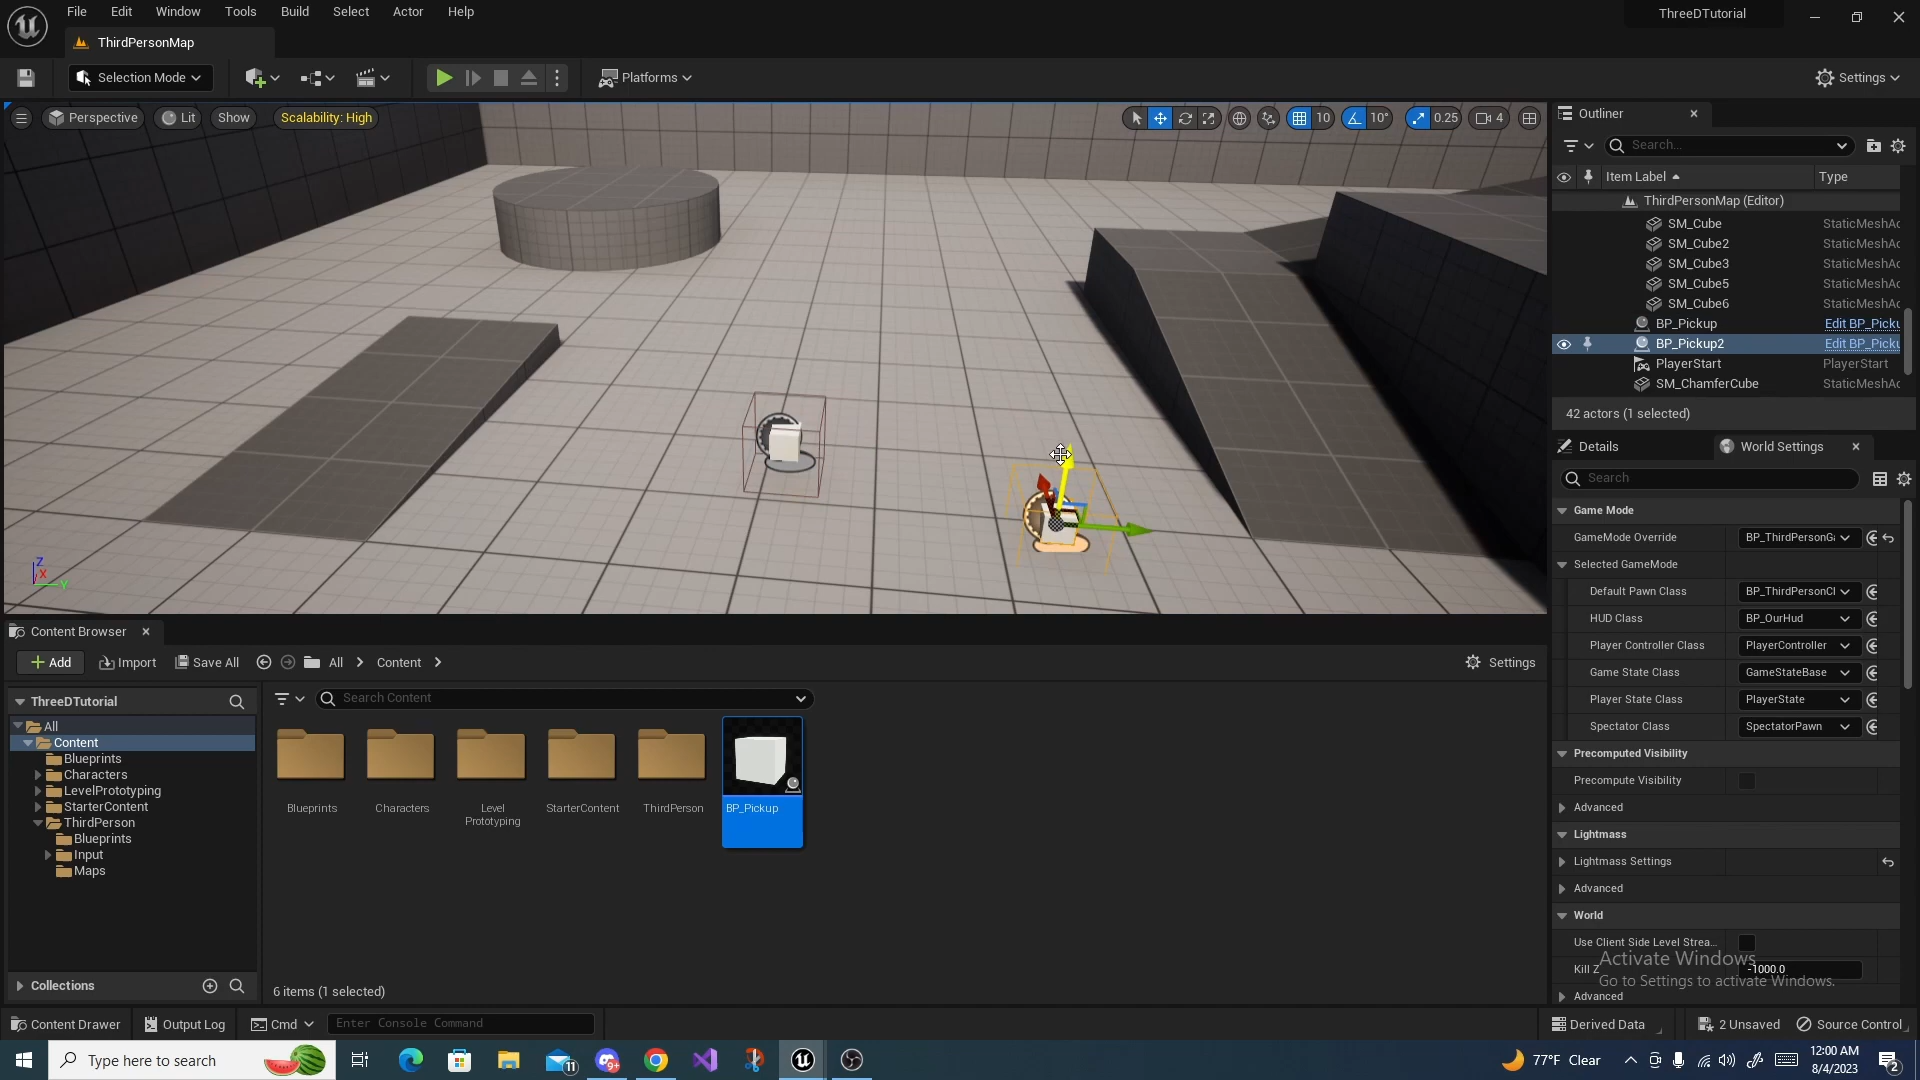 File Edit Window Tools Build Select Actor Help
ThreeDTutorial
ThirdPersonMap
Selection Mode
Platforms
Settings
Perspective Lit Show Scalability: High
10 10° 0.25 4
Outliner
Search...
Item Label Type
ThirdPersonMap (Editor)
SM_Cube StaticMeshAc
SM_Cube2 StaticMeshAc
SM_Cube3 StaticMeshAc
SM_Cube5 StaticMeshAc
SM_Cube6 StaticMeshAc
BP_Pickup Edit BP_Picku
BP_Pickup2 Edit BP_Picku
PlayerStart PlayerStart
SM_ChamferCube StaticMeshAc
42 actors (1 selected)
Details World Settings
Search
Game Mode
GameMode Override BP_ThirdPersonGa
Selected GameMode
Default Pawn Class BP_ThirdPersonCl
HUD Class BP_OurHud
Player Controller Class PlayerController
Game State Class GameStateBase
Player State Class PlayerState
Spectator Class SpectatorPawn
Precomputed Visibility
Precompute Visibility
Advanced
Lightmass
Lightmass Settings
Advanced
World
Use Client Side Level Strea...
Kill Z -1000.0
Advanced
Activate Windows
Go to Settings to activate Windows.
Z
X
Y
Content Browser
Add Import Save All All Content Settings
ThreeDTutorial
Search Content
All
Content
Blueprints
Characters
LevelPrototyping
StarterContent
ThirdPerson
Blueprints
Input
Maps
Collections
Blueprints Characters Level Prototyping StarterContent ThirdPerson BP_Pickup
6 items (1 selected)
Content Drawer Output Log Cmd Enter Console Command Derived Data 2 Unsaved Source Control
Type here to search
11
9+
77°F Clear
12:00 AM
8/4/2023
2